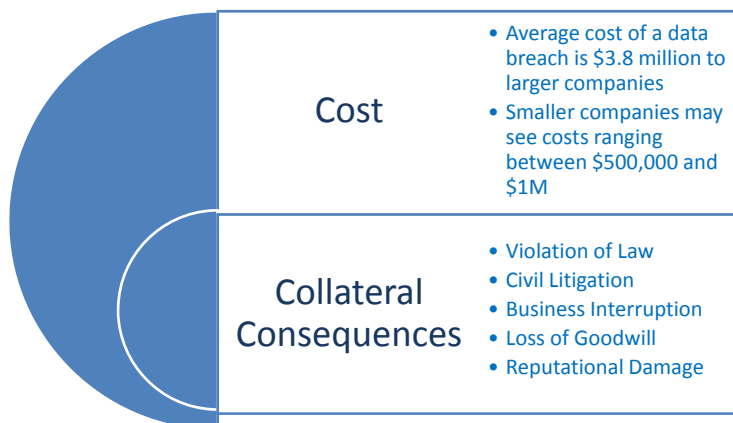 Cost
• Average cost of a data
breach is $3.8 million to
larger companies
• Smaller companies may
see costs ranging
between $500,000 and
$1M
Collateral
Consequences
• Violation of Law
• Civil Litigation
• Business Interruption
• Loss of Goodwill
• Reputational Damage